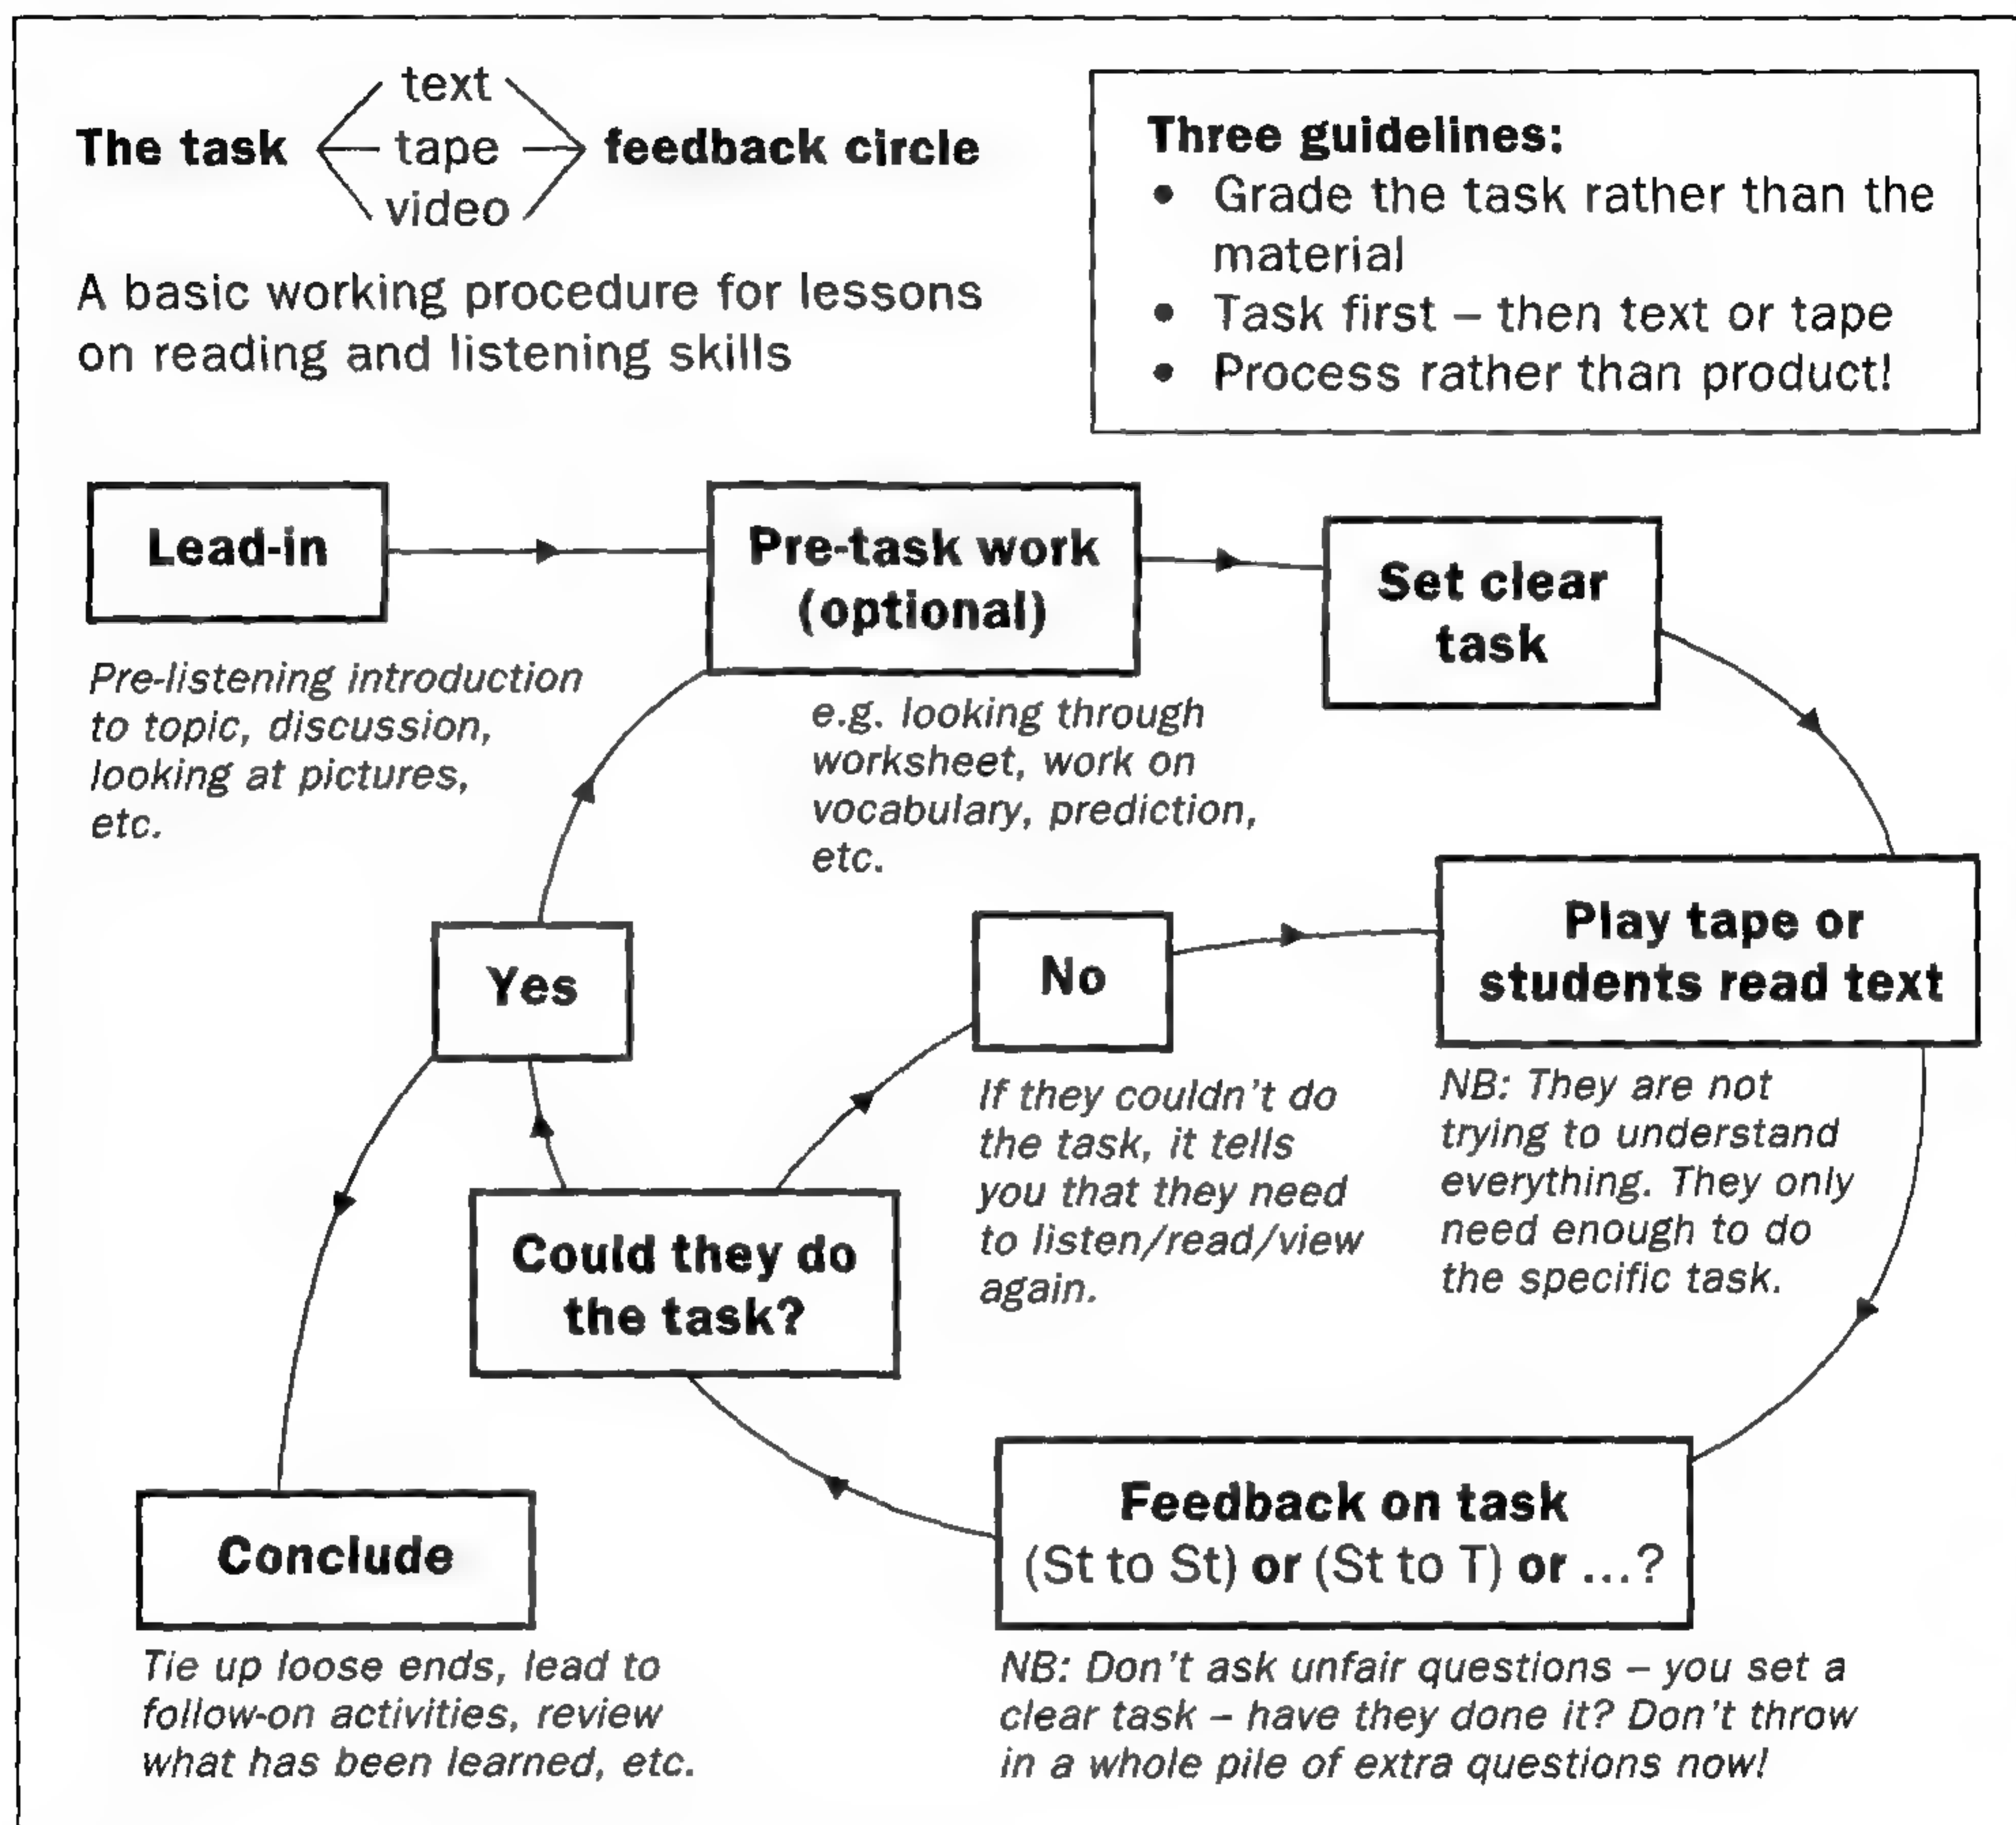 text
The task tape feedback circle
video
A basic working procedure for lessons
on reading and listening skills
Three guidelines:
• Grade the task rather than the
material
• Task first – then text or tape
• Process rather than product!
Lead-in
Pre-listening introduction
to topic, discussion,
looking at pictures,
etc.
Pre-task work
(optional)
e.g. looking through
worksheet, work on
vocabulary, prediction,
etc.
Set clear
task
Play tape or
students read text
NB: They are not
trying to understand
everything. They only
need enough to do
the specific task.
Yes
No
If they couldn't do
the task, it tells
you that they need
to listen/read/view
again.
Could they do
the task?
Feedback on task
(St to St) or (St to T) or ...?
NB: Don't ask unfair questions – you set a
clear task – have they done it? Don't throw
in a whole pile of extra questions now!
Conclude
Tie up loose ends, lead to
follow-on activities, review
what has been learned, etc.